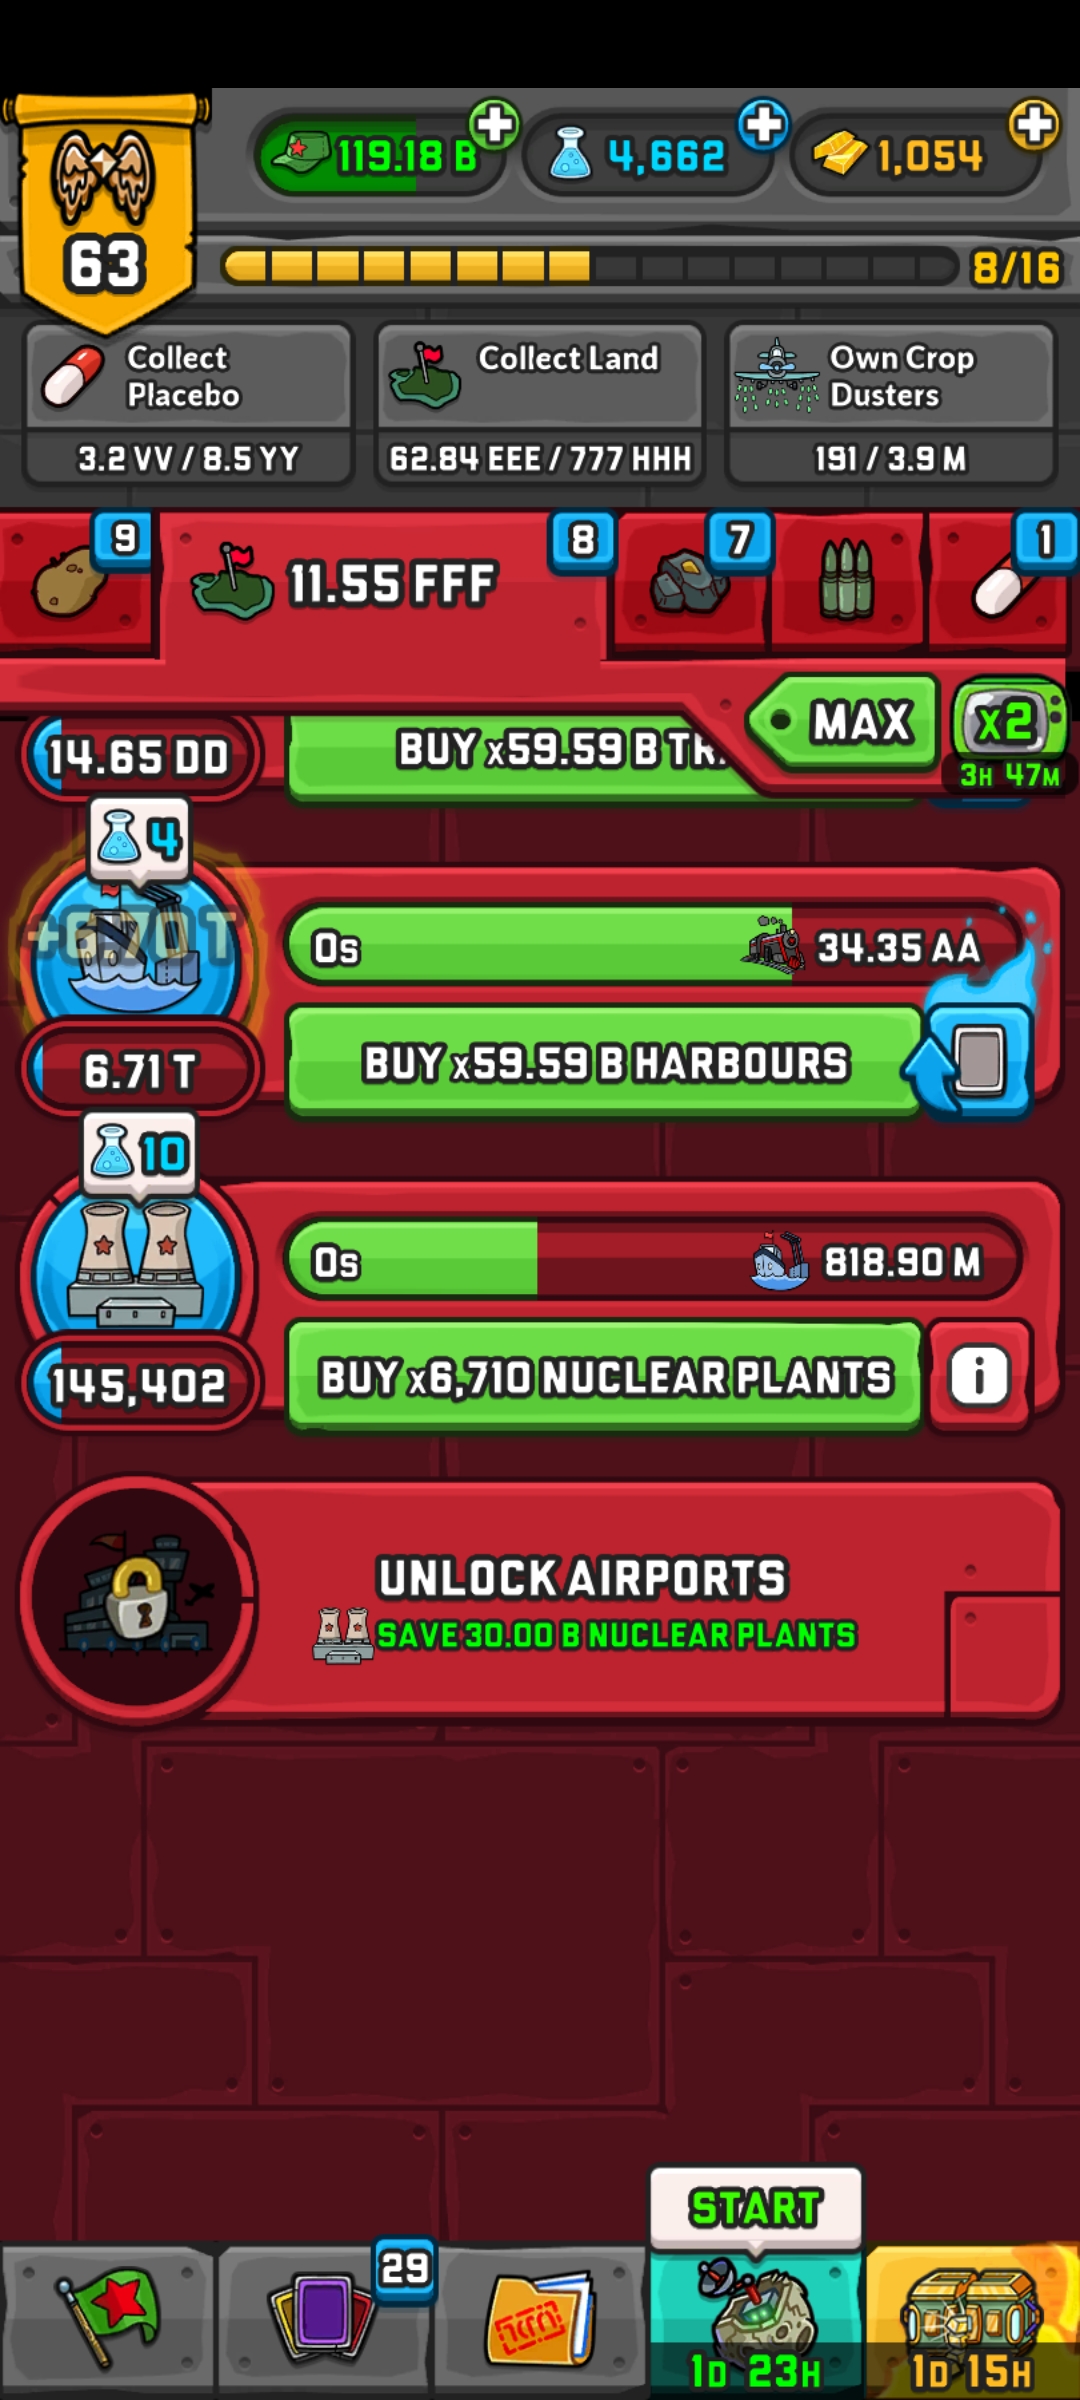 119.18 B
4,662
1,054
63
8/16
Collect
Placebo
3.2 VV / 8.5 YY
Collect Land
62.84 EEE / 777 HHH
Own Crop
Dusters
191 / 3.9 M
9
11.55 FFF
8
7
1
MAX
x2
3H 47M
14.65 DD
BUY x59.59 B
4
+6.70 T
0s
34.35 AA
6.71 T
BUY x59.59 B HARBOURS
10
0s
818.90 M
145,402
BUY x6,710 NUCLEAR PLANTS
i
UNLOCK AIRPORTS
SAVE 30.00 B NUCLEAR PLANTS
START
29
1D 23H
1D 15H